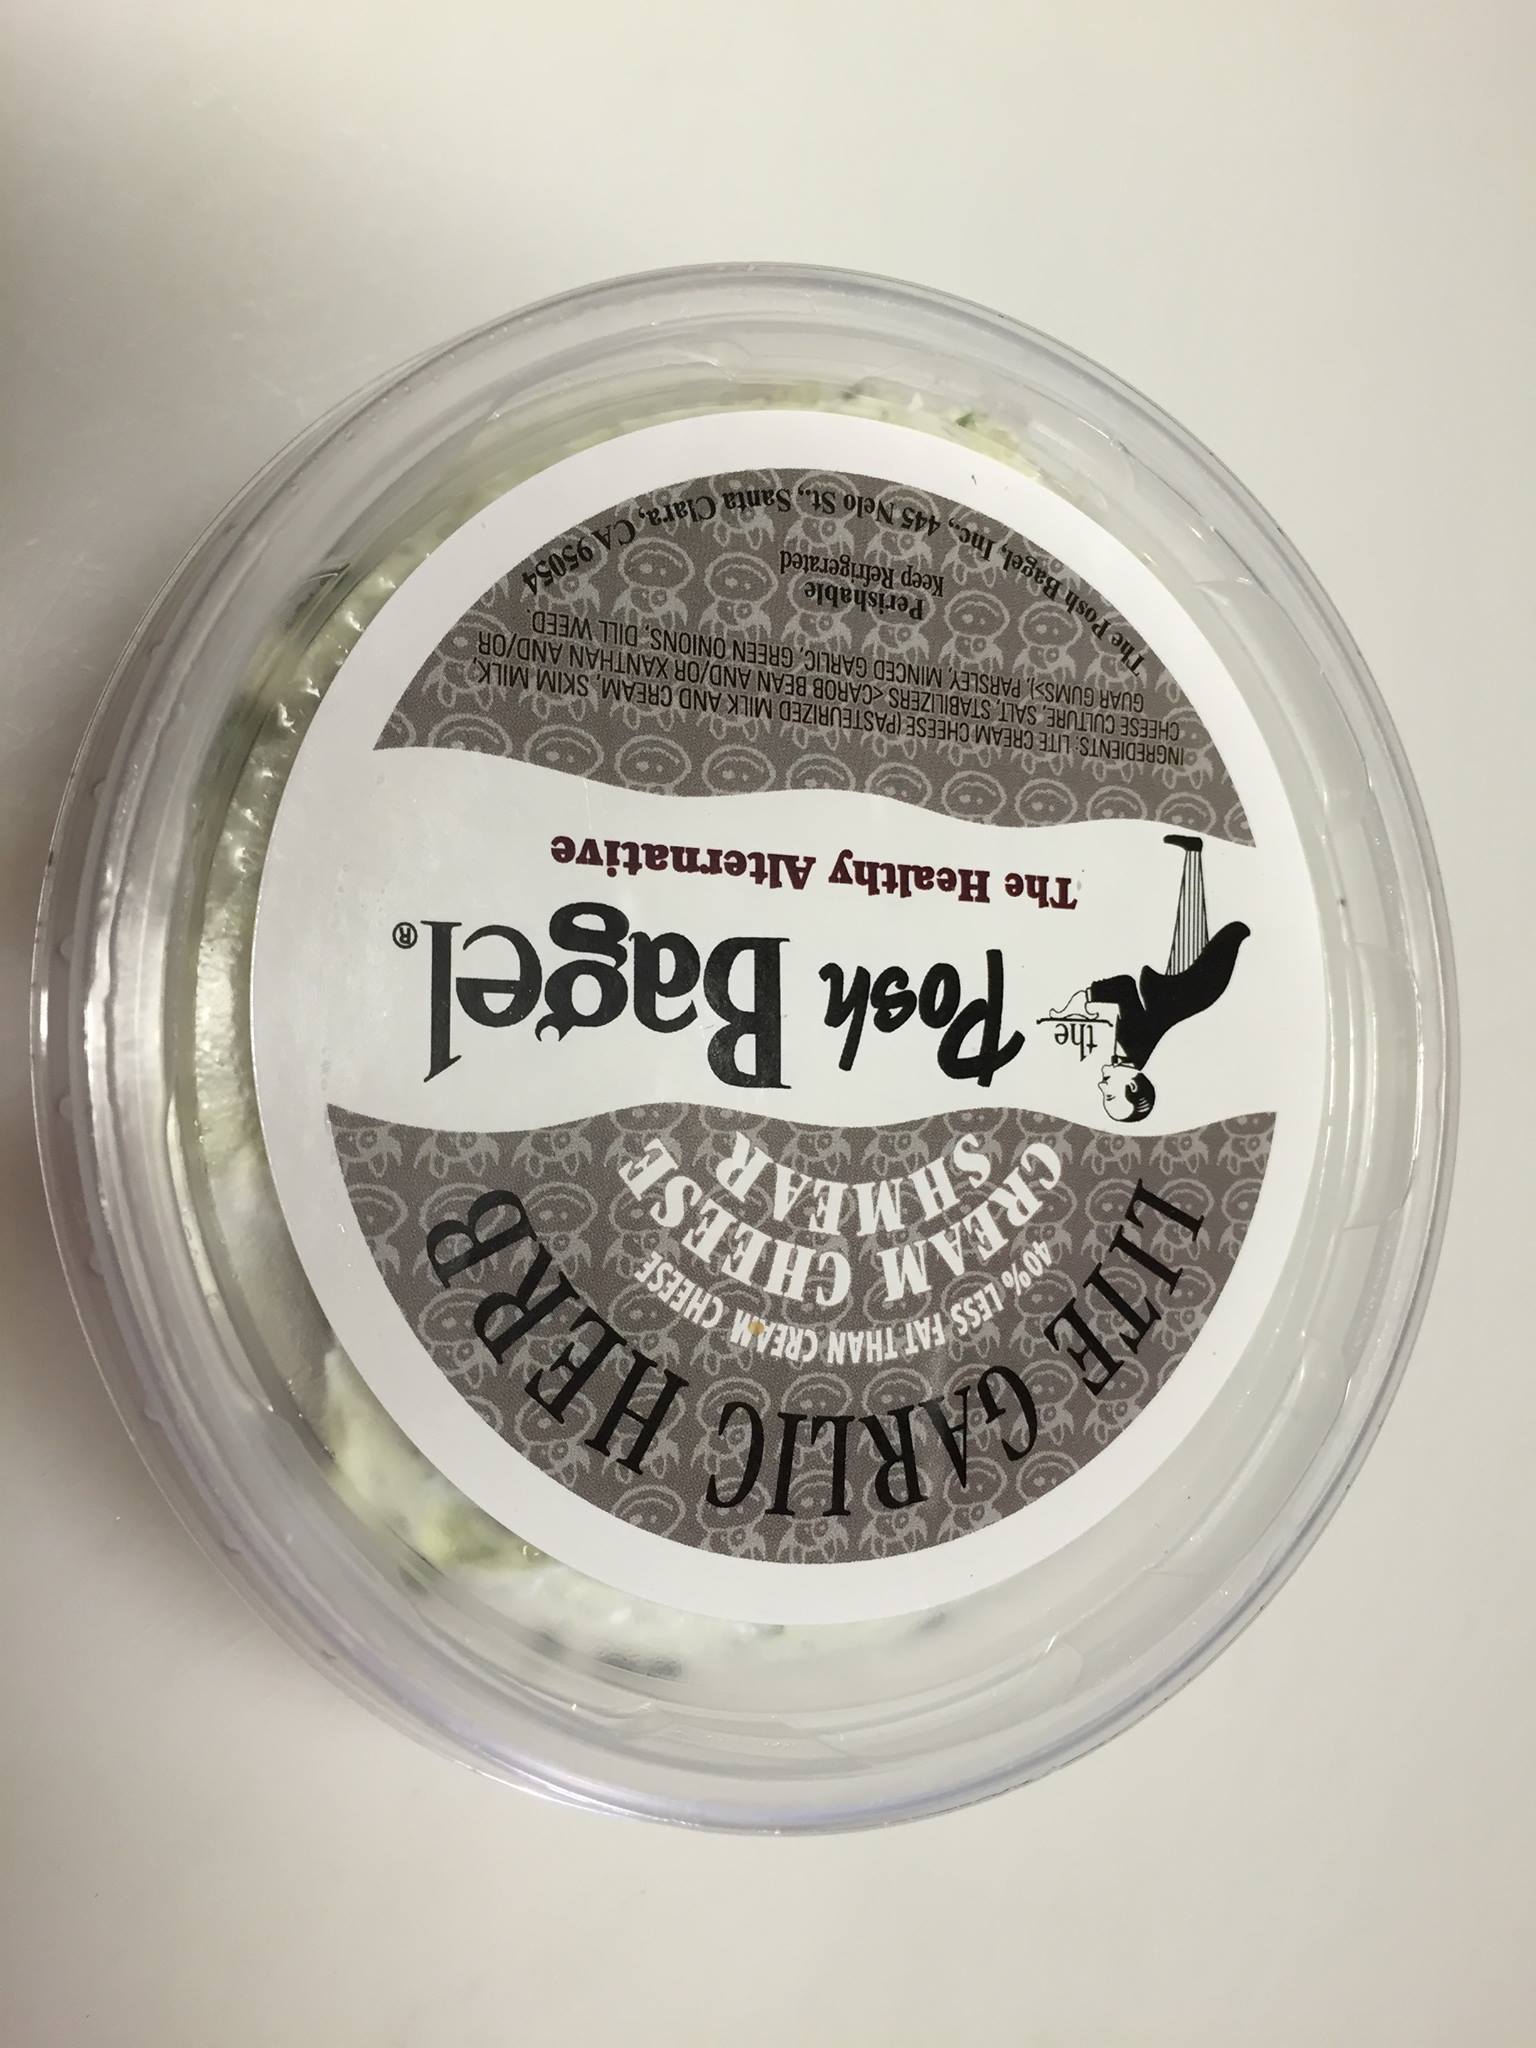 LITE GARLIC HERB
40% LESS FAT THAN CREAM CHEESE
CREAM CHEESE
SHMEAR
the Posh Bagel®
The Healthy Alternative
INGREDIENTS: LITE CREAM CHEESE (PASTEURIZED MILK AND CREAM, SKIM MILK,
CHEESE CULTURE, SALT, STABILIZERS <CAROB BEAN AND/OR XANTHAN AND/OR
GUAR GUMS>), PARSLEY, MINCED GARLIC, GREEN ONIONS, DILL WEED.
Perishable
Keep Refrigerated
The Posh Bagel, Inc., 445 Nelo St., Santa Clara, CA 95054